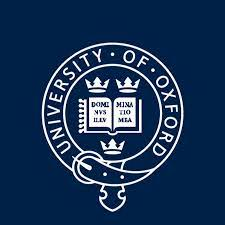 UNIVERSITY · OF · OXFORD
DOMI
NVS
ILLV
MINA
TIO
MEA